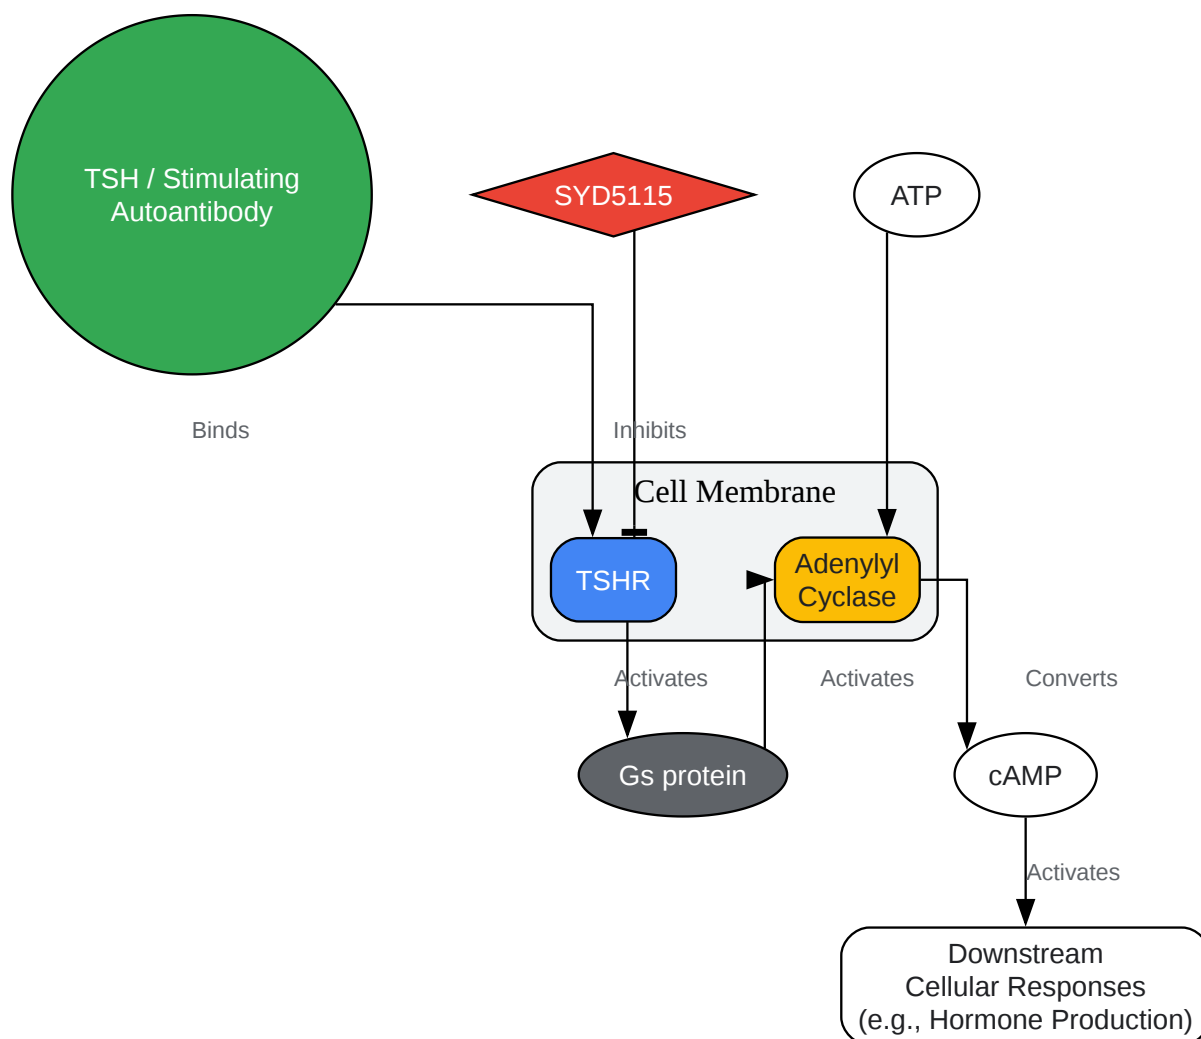 TSH / Stimulating
Autoantibody
SYD5115
ATP
Binds
Inhibits
Cell Membrane
TSHR
Adenylyl
Cyclase
Activates
Activates
Converts
Gs protein
cAMP
Activates
Downstream
Cellular Responses
(e.g., Hormone Production)